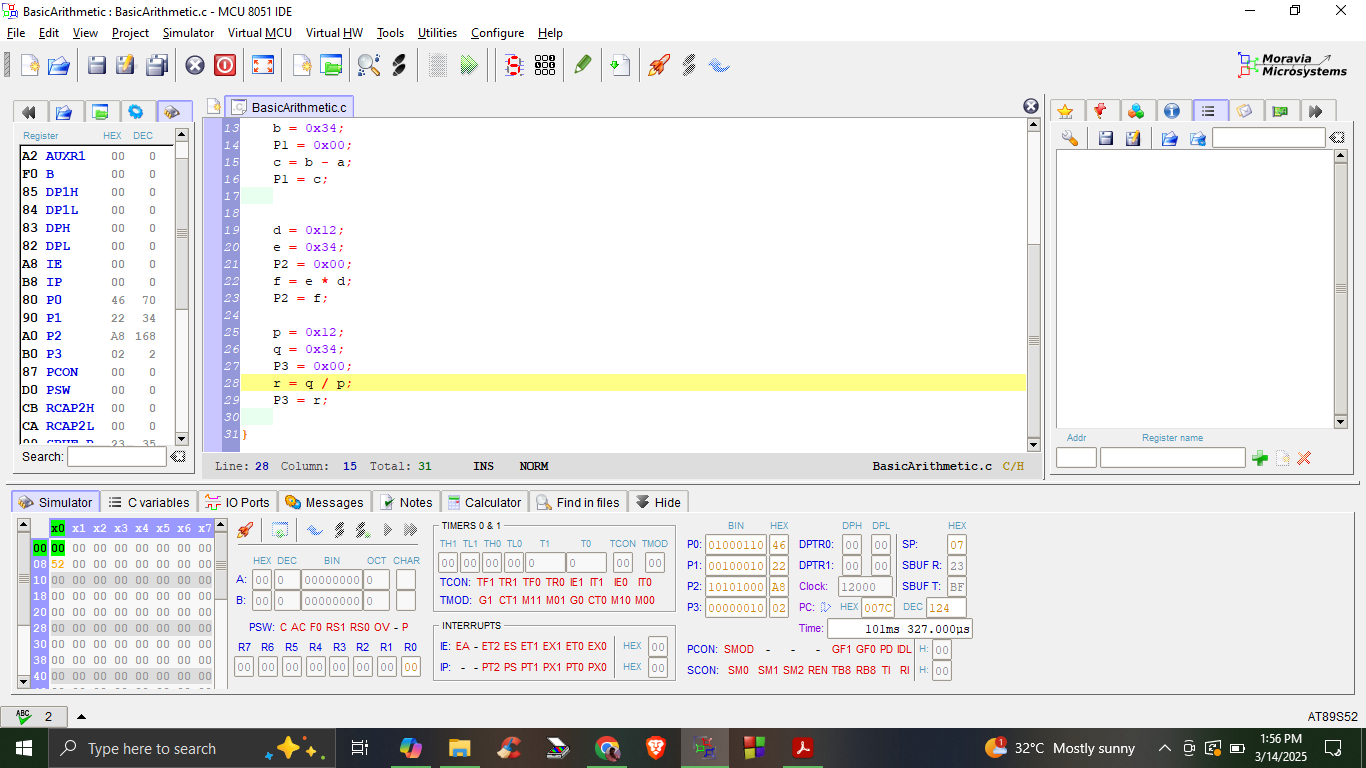 BasicArithmetic : BasicArithmetic.c - MCU 8051 IDE
File Edit View Project Simulator Virtual MCU Virtual HW Tools Utilities Configure Help
Moravia
Microsystems
BasicArithmetic.c
Register HEX DEC
A2 AUXR1 00 0
F0 B 00 0
85 DP1H 00 0
84 DP1L 00 0
83 DPH 00 0
82 DPL 00 0
A8 IE 00 0
B8 IP 00 0
80 P0 46 70
90 P1 22 34
A0 P2 A8 168
B0 P3 02 2
87 PCON 00 0
D0 PSW 00 0
CB RCAP2H 00 0
CA RCAP2L 00 0
99 SBUF R 23 35
Search:
13 b = 0x34;
14 P1 = 0x00;
15 c = b - a;
16 P1 = c;
17
18
19 d = 0x12;
20 e = 0x34;
21 P2 = 0x00;
22 f = e * d;
23 P2 = f;
24
25 p = 0x12;
26 q = 0x34;
27 P3 = 0x00;
28 r = q / p;
29 P3 = r;
30
31 }
Line: 28 Column: 15 Total: 31 INS NORM BasicArithmetic.c C/H
Addr Register name
Simulator C variables IO Ports Messages Notes Calculator Find in files Hide
x0 x1 x2 x3 x4 x5 x6 x7
00 00 00 00 00 00 00 00 00
08 52 00 00 00 00 00 00 00
10 00 00 00 00 00 00 00 00
18 00 00 00 00 00 00 00 00
20 00 00 00 00 00 00 00 00
28 00 00 00 00 00 00 00 00
30 00 00 00 00 00 00 00 00
38 00 00 00 00 00 00 00 00
40 00 00 00 00 00 00 00 00
HEX DEC BIN OCT CHAR
A: 00 0 00000000 0
B: 00 0 00000000 0
PSW: C AC F0 RS1 RS0 OV - P
R7 R6 R5 R4 R3 R2 R1 R0
00 00 00 00 00 00 00 00
TIMERS 0 & 1
TH1 TL1 TH0 TL0 T1 T0 TCON TMOD
00 00 00 00 0 0 00 00
TCON: TF1 TR1 TF0 TR0 IE1 IT1 IE0 IT0
TMOD: G1 CT1 M11 M01 G0 CT0 M10 M00
INTERRUPTS
IE: EA - ET2 ES ET1 EX1 ET0 EX0 HEX 00
IP: - - PT2 PS PT1 PX1 PT0 PX0 HEX 00
BIN HEX DPH DPL HEX
P0: 01000110 46 DPTR0: 00 00 SP: 07
P1: 00100010 22 DPTR1: 00 00 SBUF R: 23
P2: 10101000 A8 Clock: 12000 SBUF T: BF
P3: 00000010 02 PC: HEX 007C DEC 124
Time: 101ms 327.000µs
PCON: SMOD - - - GF1 GF0 PD IDL H: 00
SCON: SM0 SM1 SM2 REN TB8 RB8 TI RI H: 00
ABC 2
AT89S52
Type here to search
1 32°C Mostly sunny
1:56 PM
3/14/2025